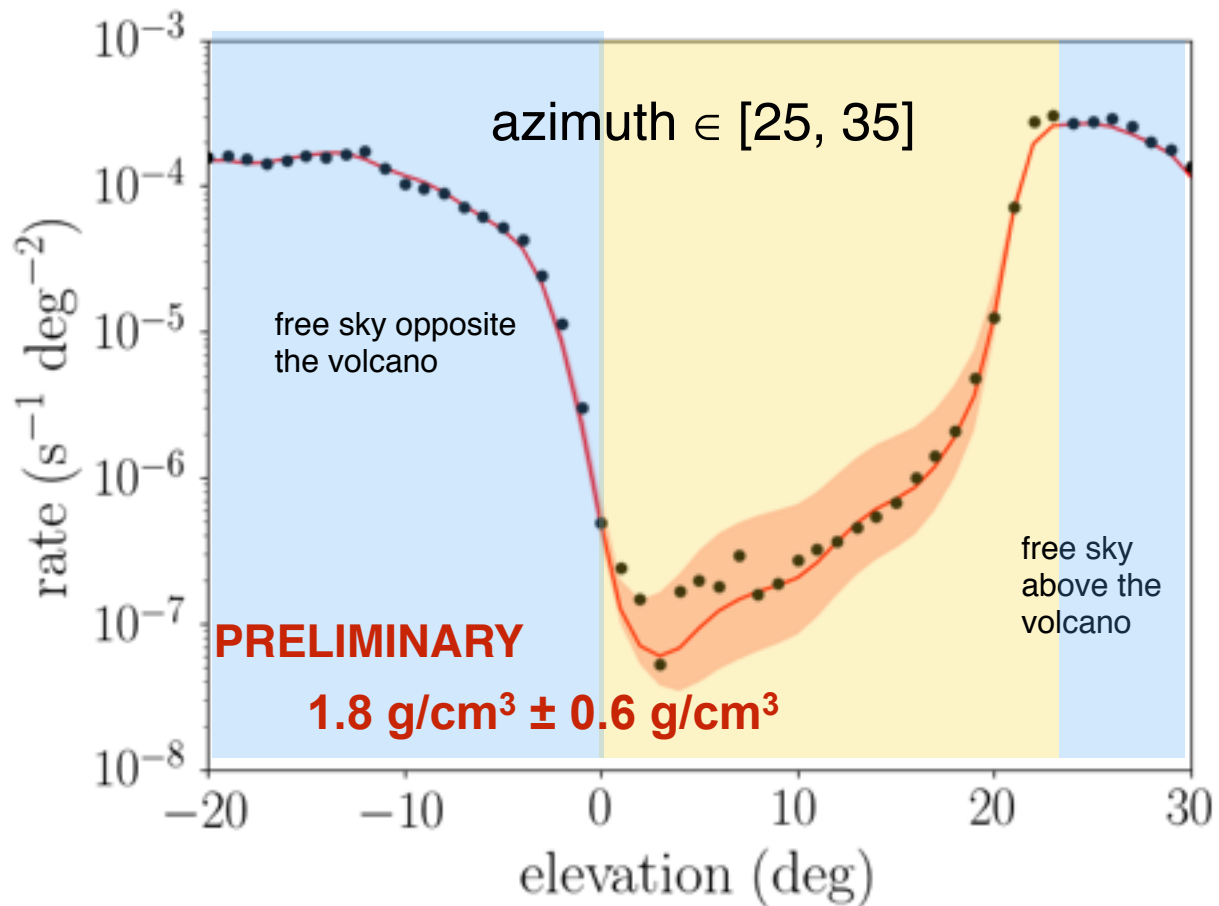 10⁻³
azimuth ∈ [25, 35]
10⁻⁴
rate (s⁻¹ deg⁻²)
10⁻⁵
free sky opposite
the volcano
10⁻⁶
free sky
above the
volcano
10⁻⁷
PRELIMINARY
1.8 g/cm³ ± 0.6 g/cm³
10⁻⁸
−20 −10 0 10 20 30
elevation (deg)